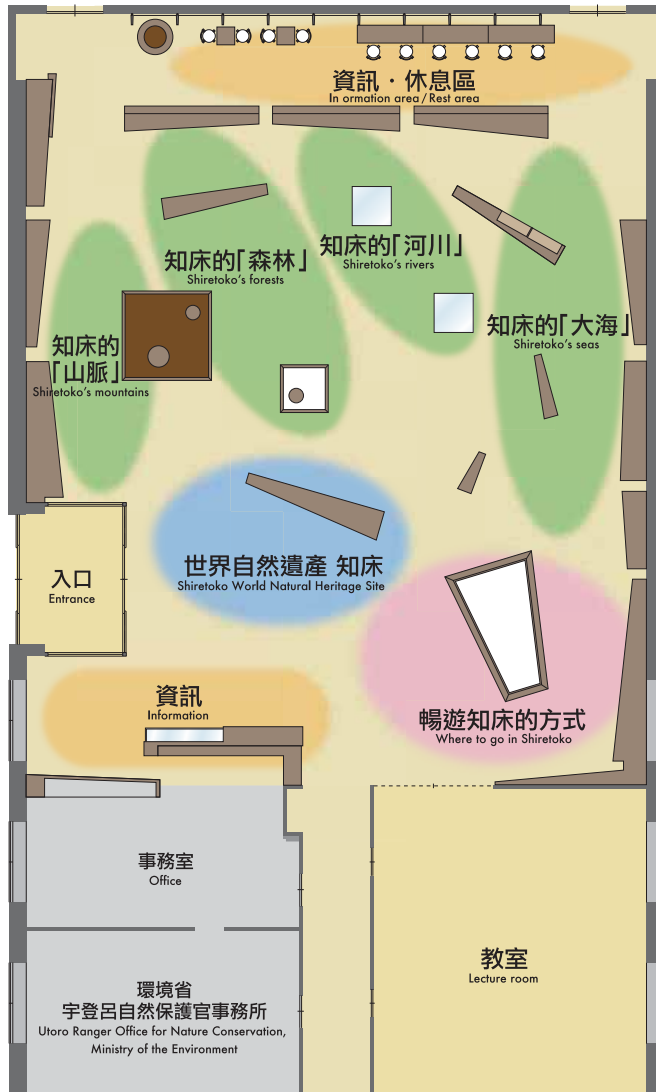 資訊・休息區
In ormation area / Rest area
知床的「森林」
Shiretoko's forests
知床的「河川」
Shiretoko's rivers
知床的「大海」
Shiretoko's seas
知床的
「山脈」
Shiretoko's mountains
世界自然遺產 知床
Shiretoko World Natural Heritage Site
入口
Entrance
資訊
Information
暢遊知床的方式
Where to go in Shiretoko
事務室
Office
教室
Lecture room
環境省
宇登呂自然保護官事務所
Utoro Ranger Office for Nature Conservation,
Ministry of the Environment